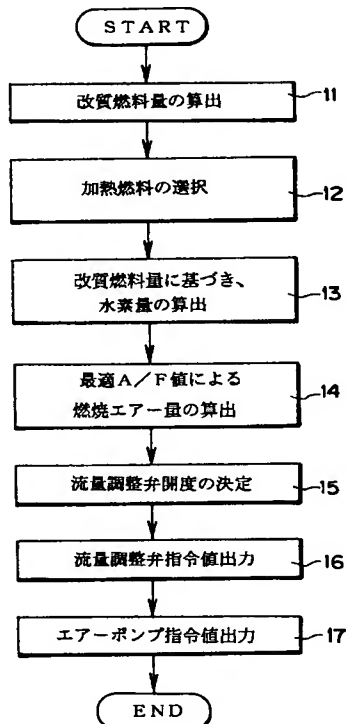 START
改質燃料量の算出
11
加熱燃料の選択
12
改質燃料量に基づき、
水素量の算出
13
最適A/F値による
燃焼エアー量の算出
14
流量調整弁開度の決定
15
流量調整弁指令値出力
16
エアーポンプ指令値出力
17
END